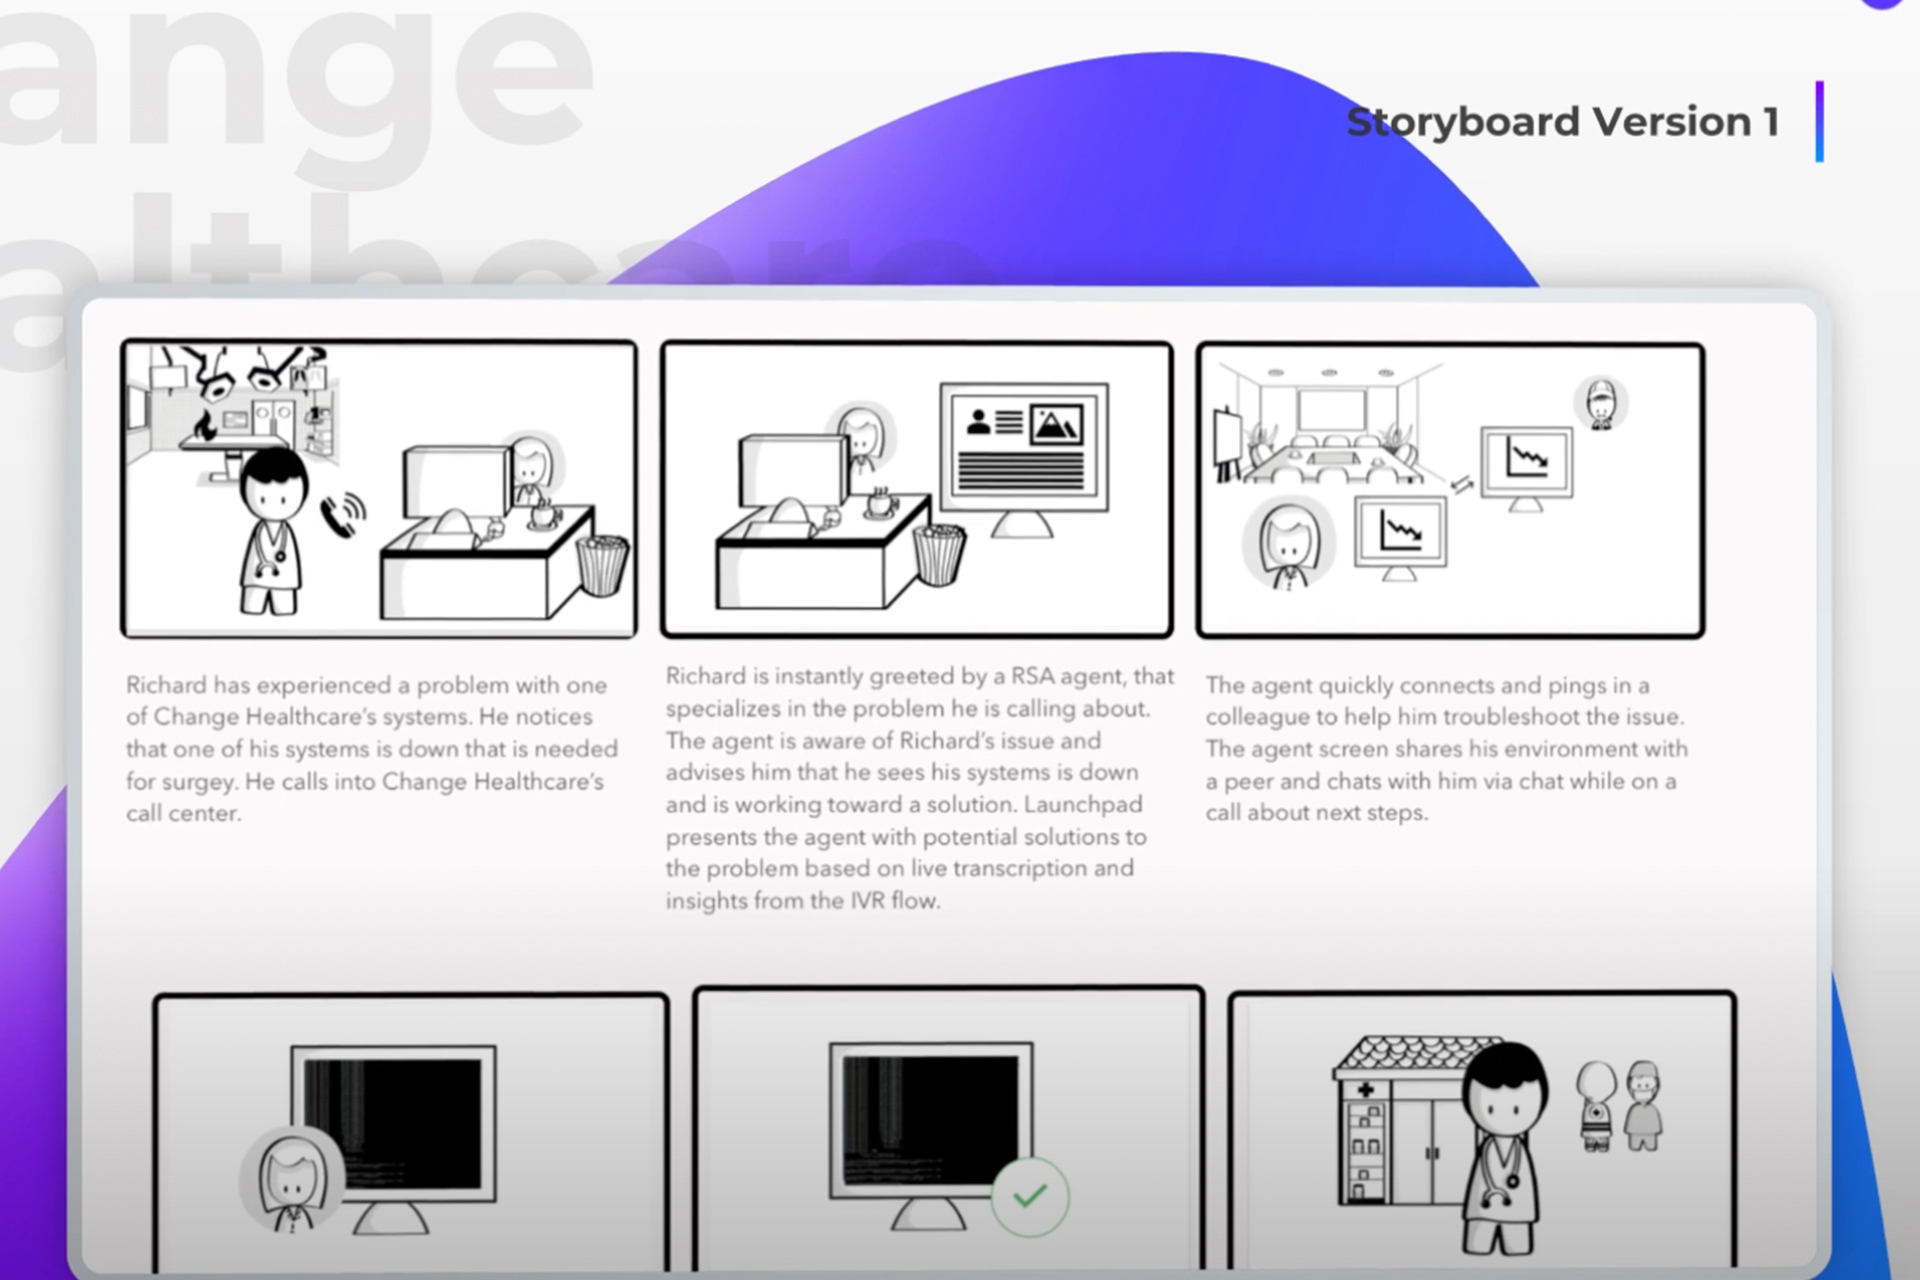 ange
althcare
Storyboard Version 1
Richard has experienced a problem with one
of Change Healthcare's systems. He notices
that one of his systems is down that is needed
for surgey. He calls into Change Healthcare's
call center.
Richard is instantly greeted by a RSA agent, that
specializes in the problem he is calling about.
The agent is aware of Richard's issue and
advises him that he sees his systems is down
and is working toward a solution. Launchpad
presents the agent with potential solutions to
the problem based on live transcription and
insights from the IVR flow.
The agent quickly connects and pings in a
colleague to help him troubleshoot the issue.
The agent screen shares his environment with
a peer and chats with him via chat while on a
call about next steps.